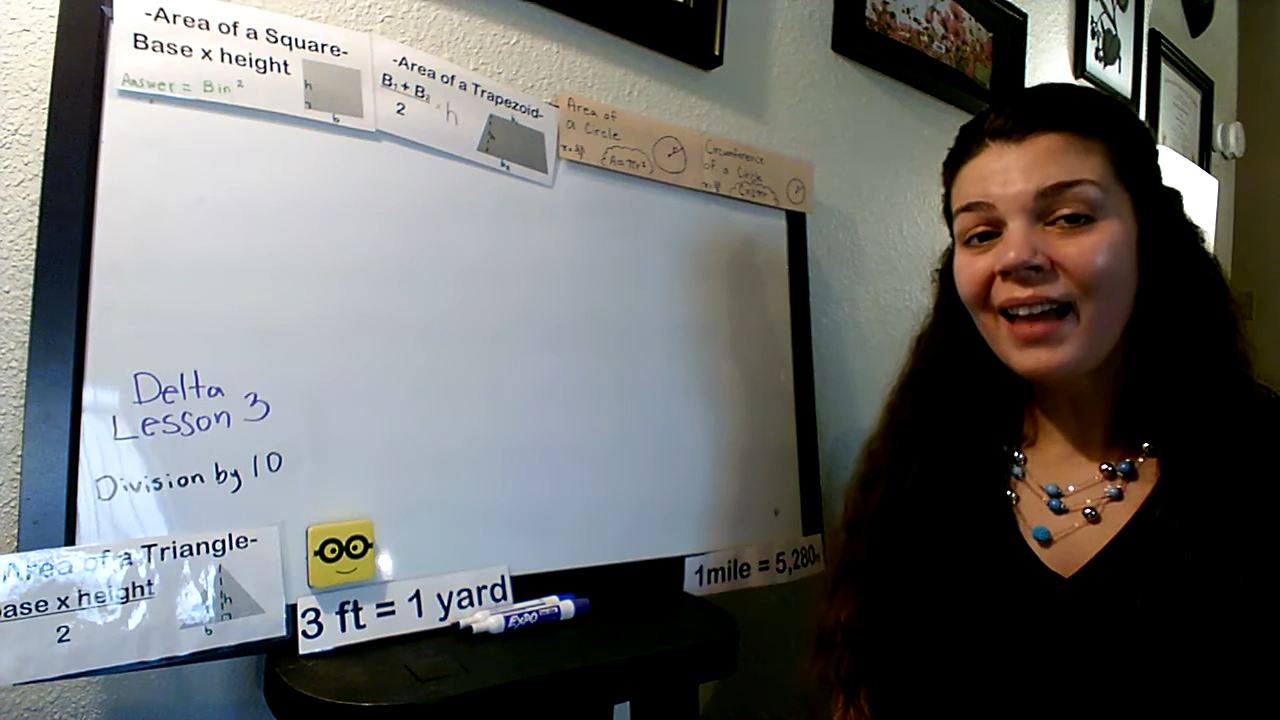 -Area of a Square-
Base x height
Answer = Bin²
h
b
-Area of a Trapezoid-
B₁ + B₂
2
· h
h
Area of
a Circle
A=πr²
Circumference
of a Circle
Delta
Lesson 3
Division by 10
Area of a Triangle-
base x height
2
h
b
3 ft = 1 yard
EXPO
1mile = 5,280